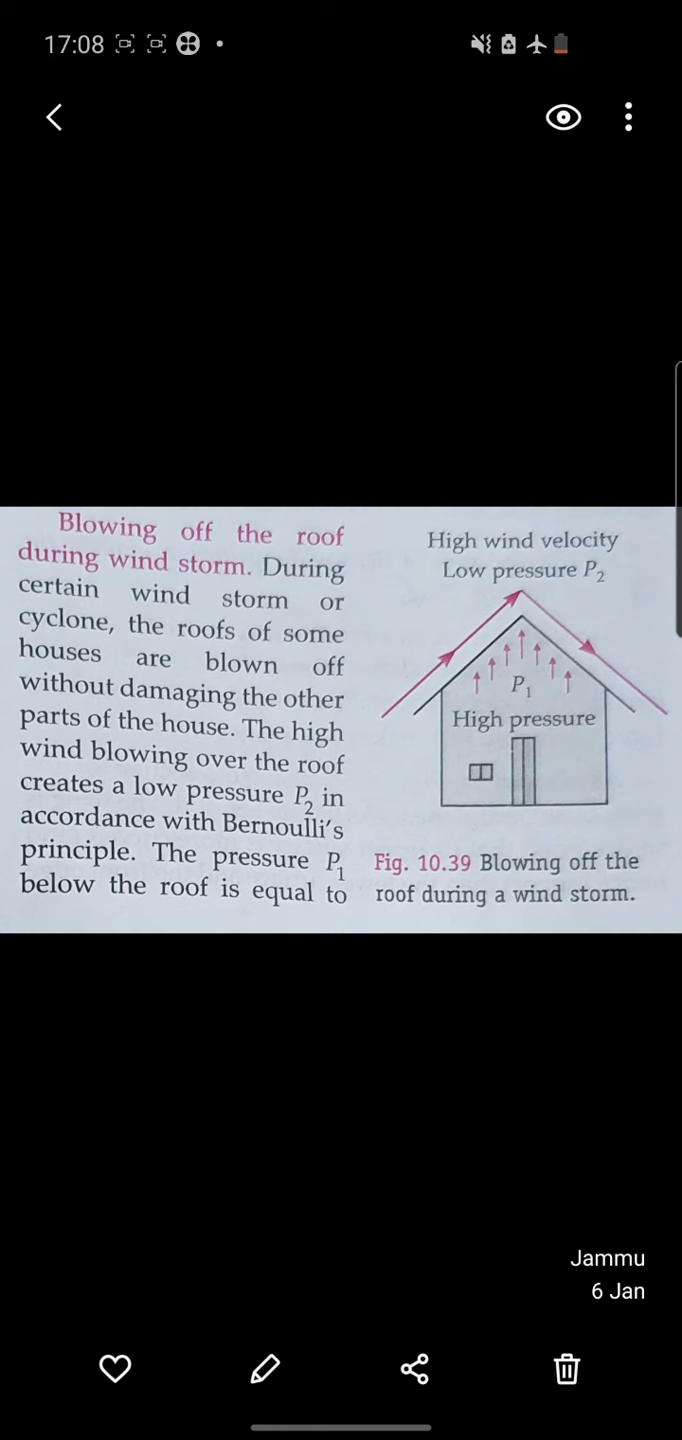 17:08
Blowing off the roof
during wind storm. During
certain wind storm or
cyclone, the roofs of some
houses are blown off
without damaging the other
parts of the house. The high
wind blowing over the roof
creates a low pressure P2 in
accordance with Bernoulli's
principle. The pressure P1
below the roof is equal to
High wind velocity
Low pressure P2
P1
High pressure
Fig. 10.39 Blowing off the
roof during a wind storm.
Jammu
6 Jan